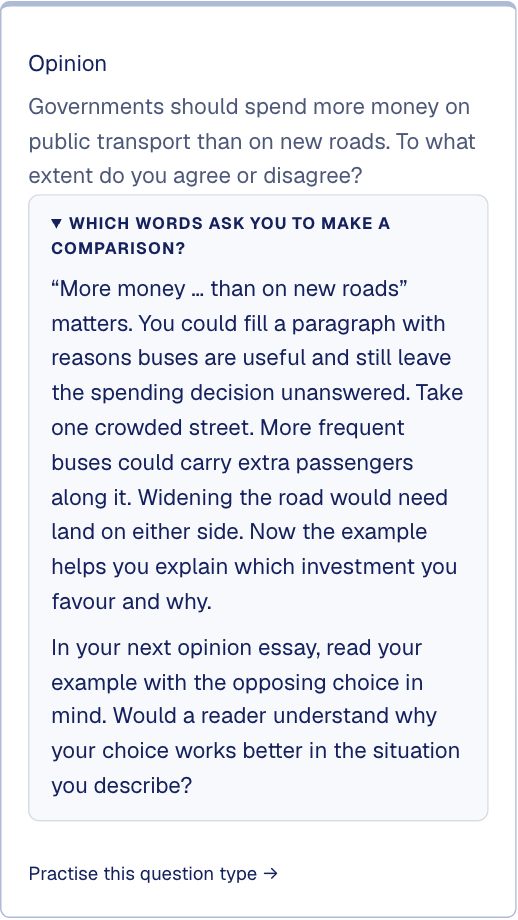 Opinion
Governments should spend more money on
public transport than on new roads. To what
extent do you agree or disagree?
▼ WHICH WORDS ASK YOU TO MAKE A
COMPARISON?
“More money … than on new roads”
matters. You could fill a paragraph with
reasons buses are useful and still leave
the spending decision unanswered. Take
one crowded street. More frequent
buses could carry extra passengers
along it. Widening the road would need
land on either side. Now the example
helps you explain which investment you
favour and why.
In your next opinion essay, read your
example with the opposing choice in
mind. Would a reader understand why
your choice works better in the situation
you describe?
Practise this question type →